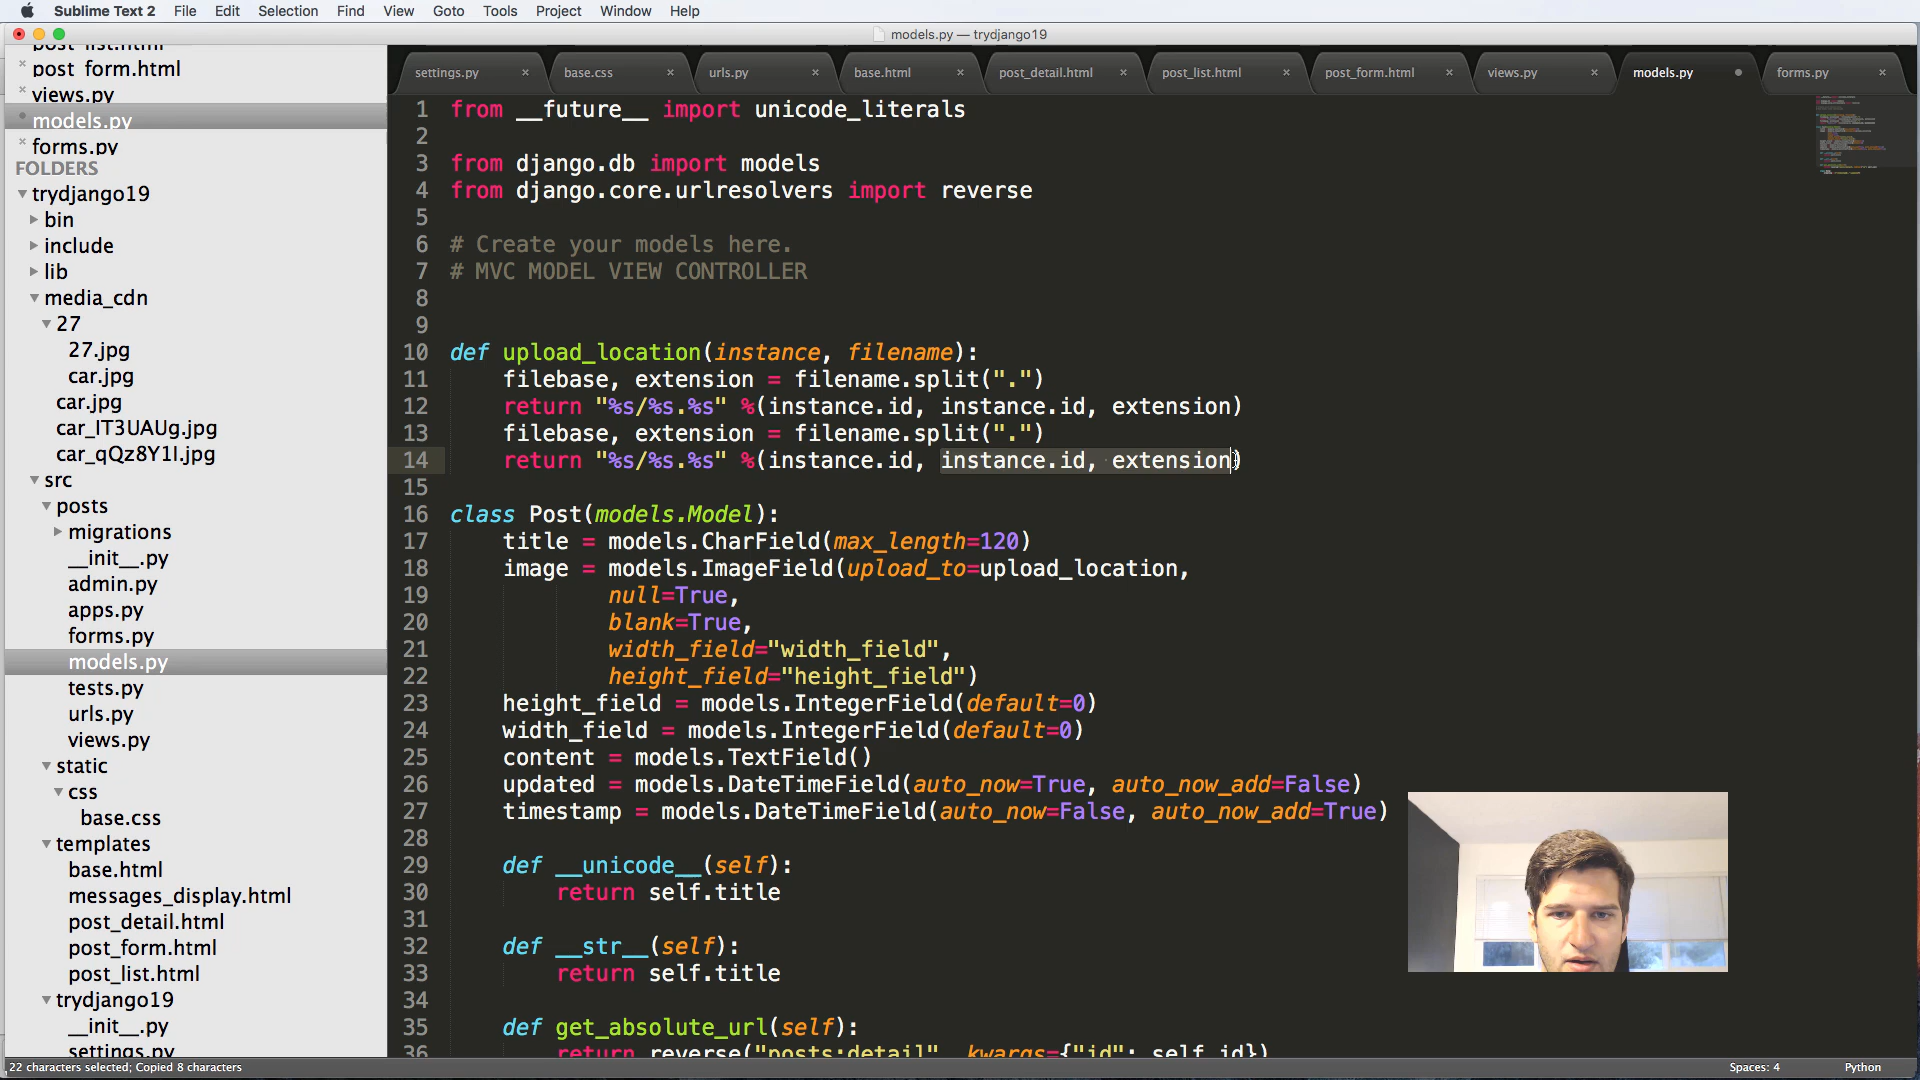 Sublime Text 2 File Edit Selection Find View Goto Tools Project Window Help
models.py — trydjango19
post_list.html
post_form.html
views.py
models.py
forms.py
FOLDERS
trydjango19
bin
include
lib
media_cdn
27
27.jpg
car.jpg
car.jpg
car_IT3UAUg.jpg
car_qQz8Y1I.jpg
src
posts
migrations
__init__.py
admin.py
apps.py
forms.py
models.py
tests.py
urls.py
views.py
static
css
base.css
templates
base.html
messages_display.html
post_detail.html
post_form.html
post_list.html
trydjango19
__init__.py
settings.py
settings.py base.css urls.py base.html post_detail.html post_list.html post_form.html views.py models.py forms.py
1 from __future__ import unicode_literals
2
3 from django.db import models
4 from django.core.urlresolvers import reverse
5
6 # Create your models here.
7 # MVC MODEL VIEW CONTROLLER
8
9
10 def upload_location(instance, filename):
11 filebase, extension = filename.split(".")
12 return "%s/%s.%s" %(instance.id, instance.id, extension)
13 filebase, extension = filename.split(".")
14 return "%s/%s.%s" %(instance.id, instance.id, extension)
15
16 class Post(models.Model):
17 title = models.CharField(max_length=120)
18 image = models.ImageField(upload_to=upload_location,
19 null=True,
20 blank=True,
21 width_field="width_field",
22 height_field="height_field")
23 height_field = models.IntegerField(default=0)
24 width_field = models.IntegerField(default=0)
25 content = models.TextField()
26 updated = models.DateTimeField(auto_now=True, auto_now_add=False)
27 timestamp = models.DateTimeField(auto_now=False, auto_now_add=True)
28
29 def __unicode__(self):
30 return self.title
31
32 def __str__(self):
33 return self.title
34
35 def get_absolute_url(self):
36 return reverse("posts:detail", kwargs={"id": self.id})
22 characters selected; Copied 8 characters
Spaces: 4 Python